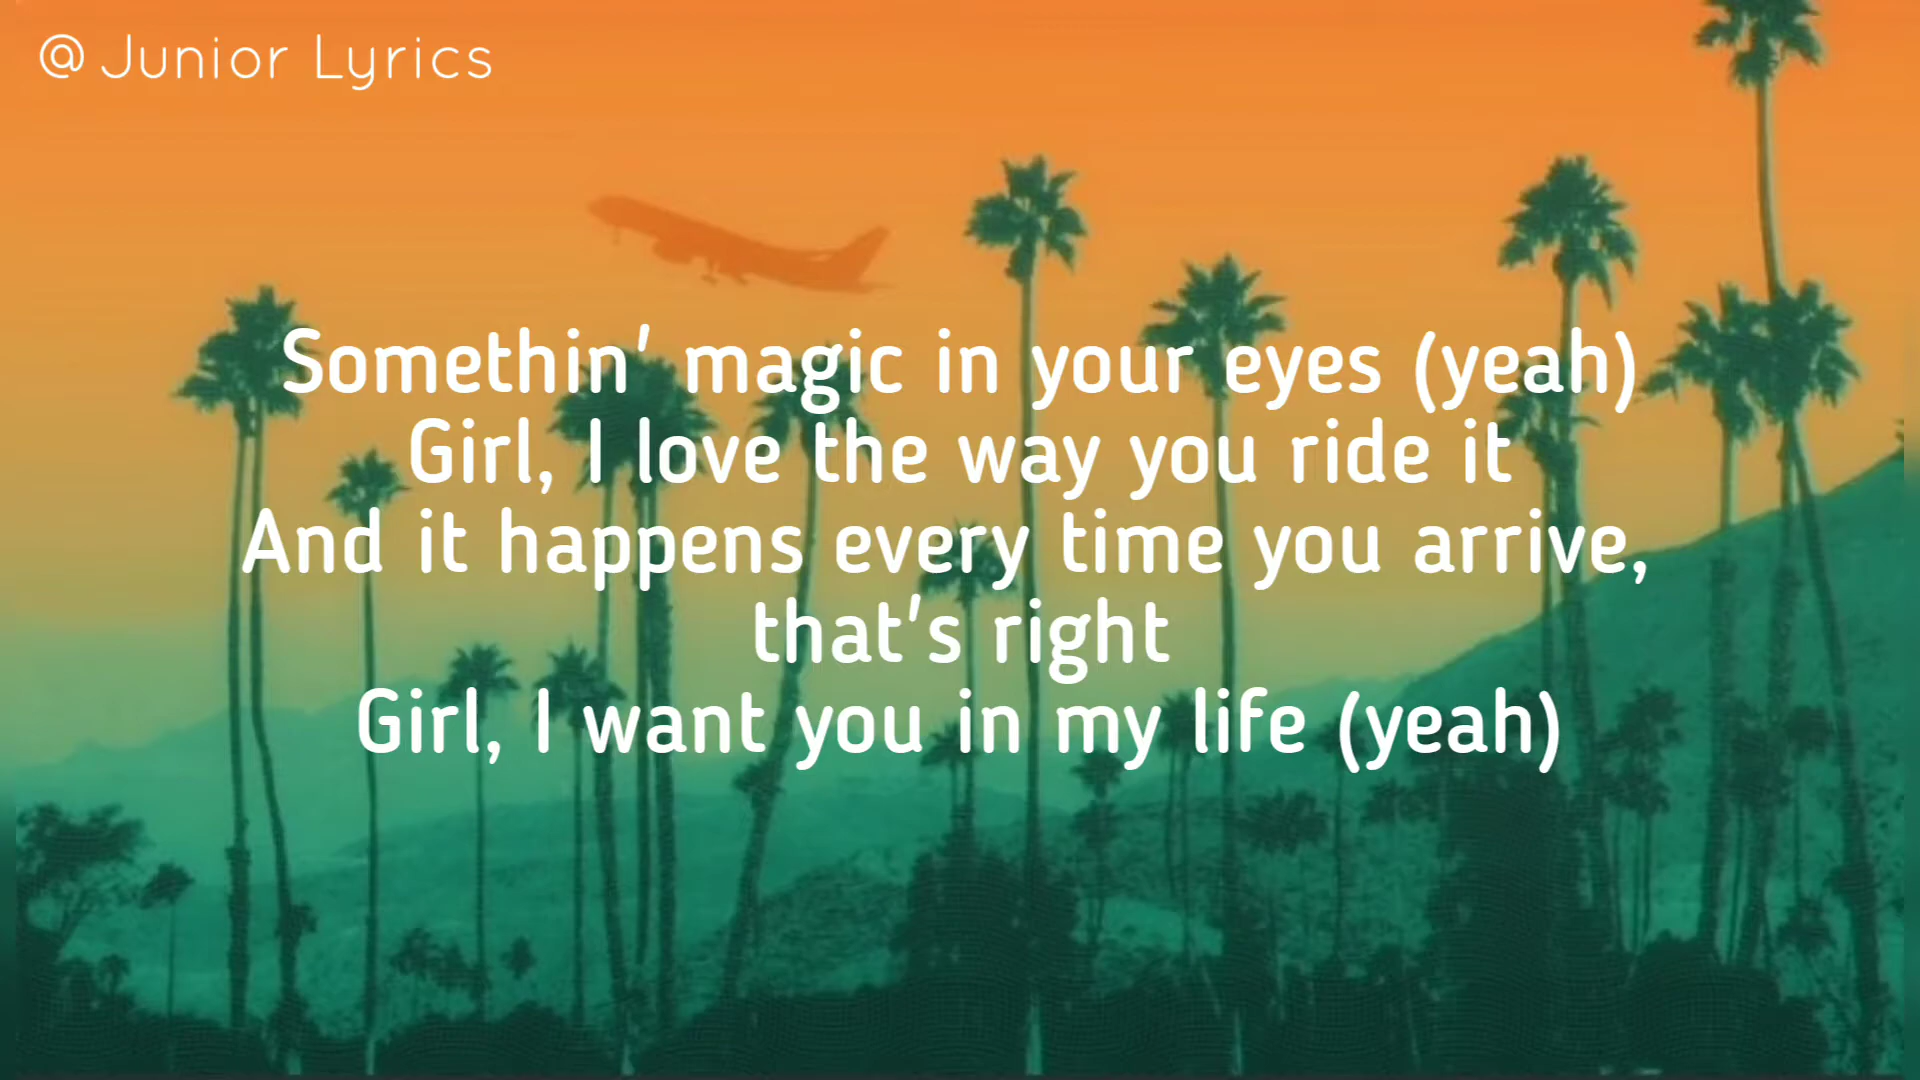 @Junior Lyrics
Somethin' magic in your eyes (yeah)
Girl, I love the way you ride it
And it happens every time you arrive,
that's right
Girl, I want you in my life (yeah)